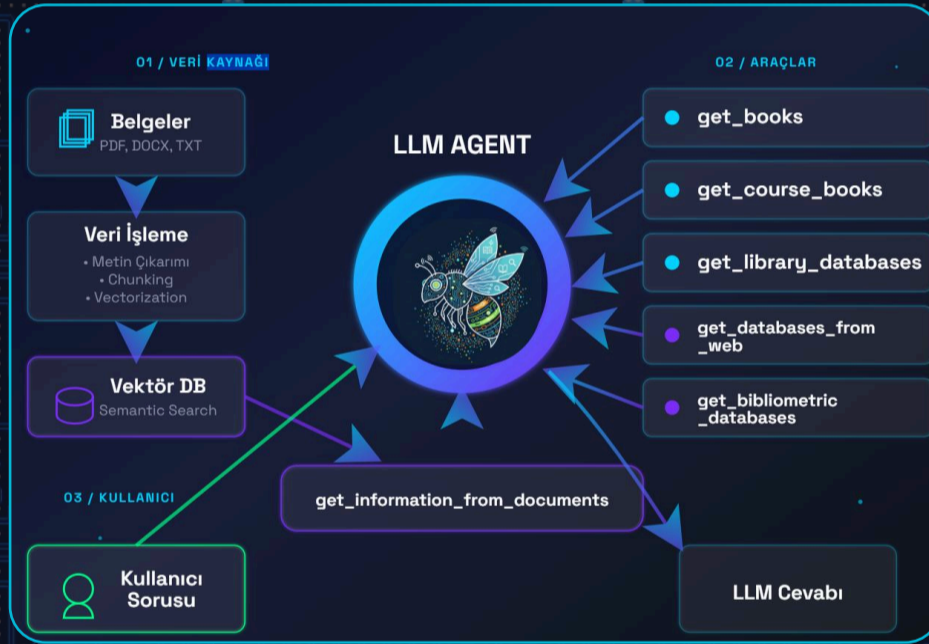 01 / VERİ KAYNAĞI
Belgeler
PDF, DOCX, TXT
Veri İşleme
• Metin Çıkarımı
• Chunking
• Vectorization
Vektör DB
Semantic Search
03 / KULLANICI
Kullanıcı
Sorusu
LLM AGENT
get_information_from_documents
02 / ARAÇLAR
get_books
get_course_books
get_library_databases
get_databases_from
_web
get_bibliometric
_databases
LLM Cevabı